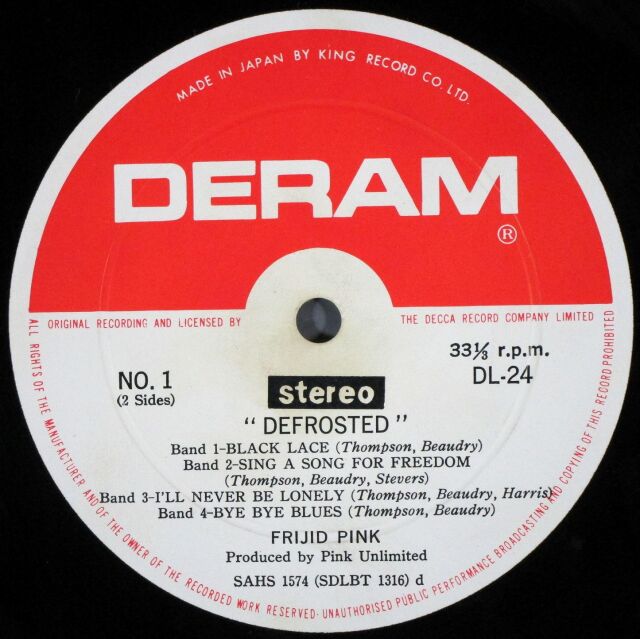 MADE IN JAPAN BY KING RECORD CO. LTD.
DERAM
®
ORIGINAL RECORDING AND LICENSED BY THE DECCA RECORD COMPANY LIMITED
33⅓ r.p.m.
NO. 1 DL-24
(2 Sides)
stereo
"DEFROSTED"
Band 1-BLACK LACE (Thompson, Beaudry)
Band 2-SING A SONG FOR FREEDOM
(Thompson, Beaudry, Stevers)
Band 3-I'LL NEVER BE LONELY (Thompson, Beaudry, Harris)
Band 4-BYE BYE BLUES (Thompson, Beaudry)
FRIJID PINK
Produced by Pink Unlimited
SAHS 1574 (SDLBT 1316) d
ALL RIGHTS OF THE MANUFACTURER AND OF THE OWNER OF THE RECORDED WORK RESERVED· UNAUTHORISED PUBLIC PERFORMANCE BROADCASTING AND COPYING OF THIS RECORD PROHIBITED